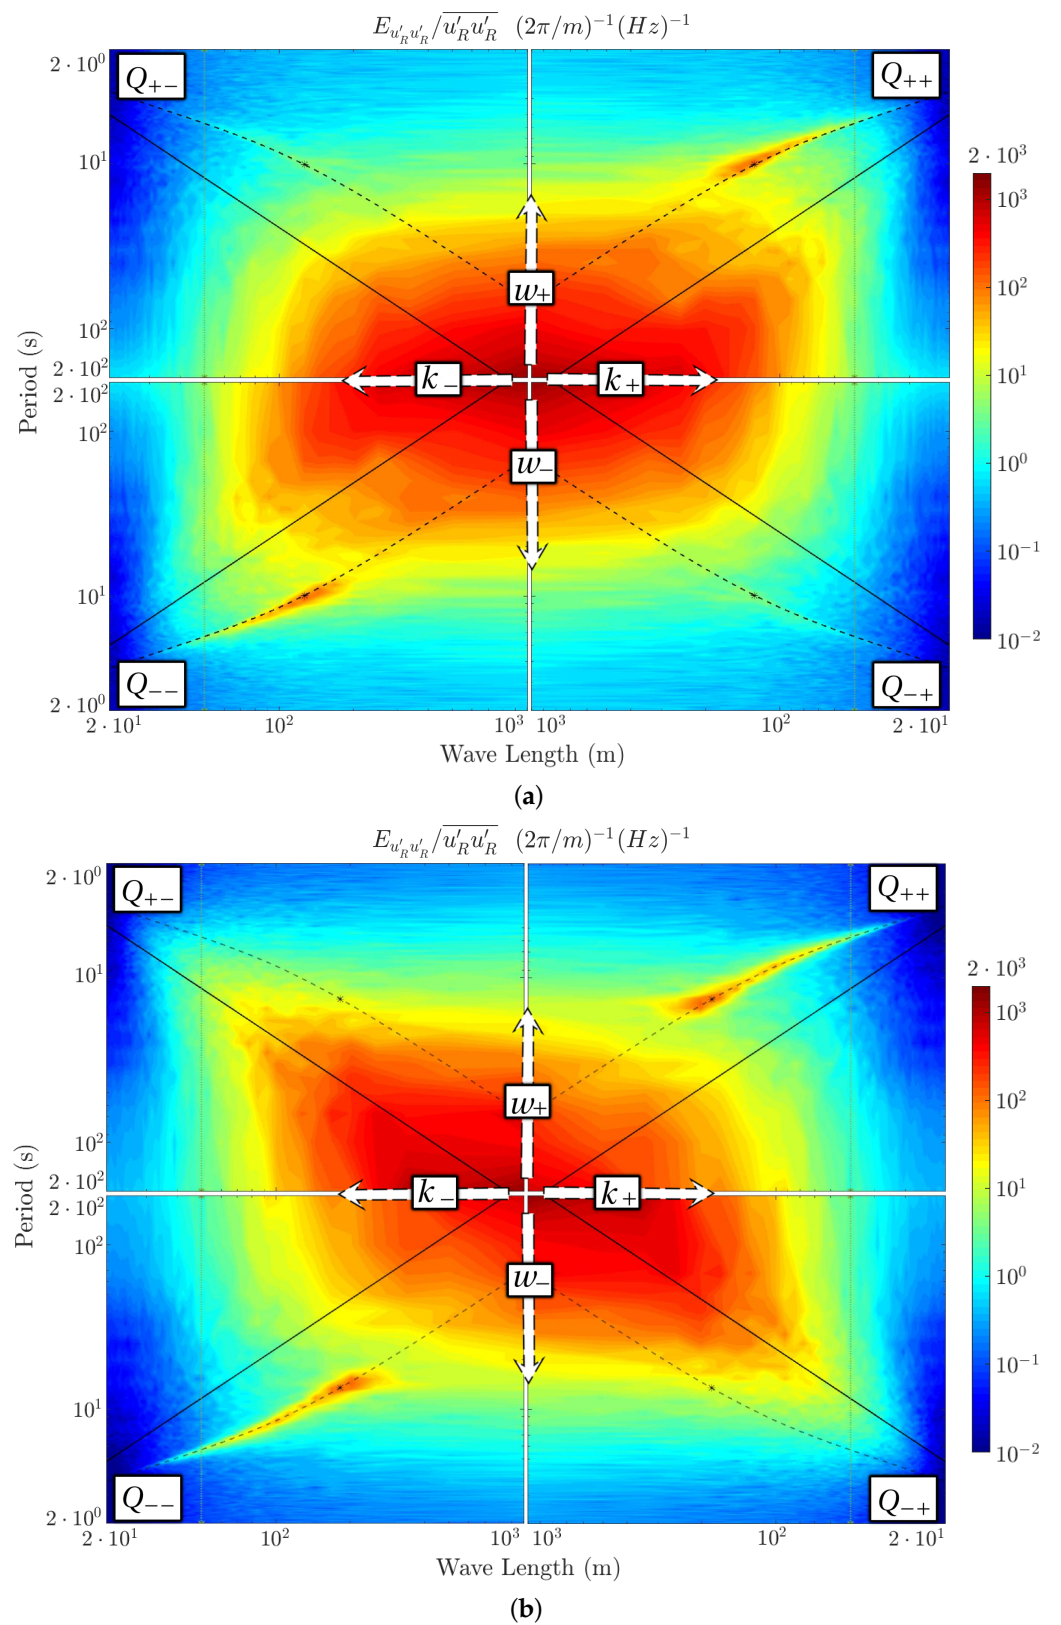 E_{u'_R u'_R}/\overline{u'_R u'_R} (2π/m)^{-1}(Hz)^{-1}
2 · 10^0
Q_{+-}
Q_{++}
10^1
2 · 10^3
10^3
w_+
10^2
10^2
2 · 10^2
k_-
k_+
Period (s)
2 · 10^2
10^1
10^2
w_-
10^0
10^{-1}
10^1
10^{-2}
Q_{--}
Q_{-+}
2 · 10^0
2 · 10^1
10^2
10^3
10^3
10^2
2 · 10^1
Wave Length (m)
(a)
E_{u'_R u'_R}/\overline{u'_R u'_R} (2π/m)^{-1}(Hz)^{-1}
2 · 10^0
Q_{+-}
Q_{++}
10^1
2 · 10^3
10^3
w_+
10^2
10^2
2 · 10^2
k_-
k_+
Period (s)
2 · 10^2
10^1
10^2
w_-
10^0
10^{-1}
10^1
10^{-2}
Q_{--}
Q_{-+}
2 · 10^0
2 · 10^1
10^2
10^3
10^3
10^2
2 · 10^1
Wave Length (m)
(b)